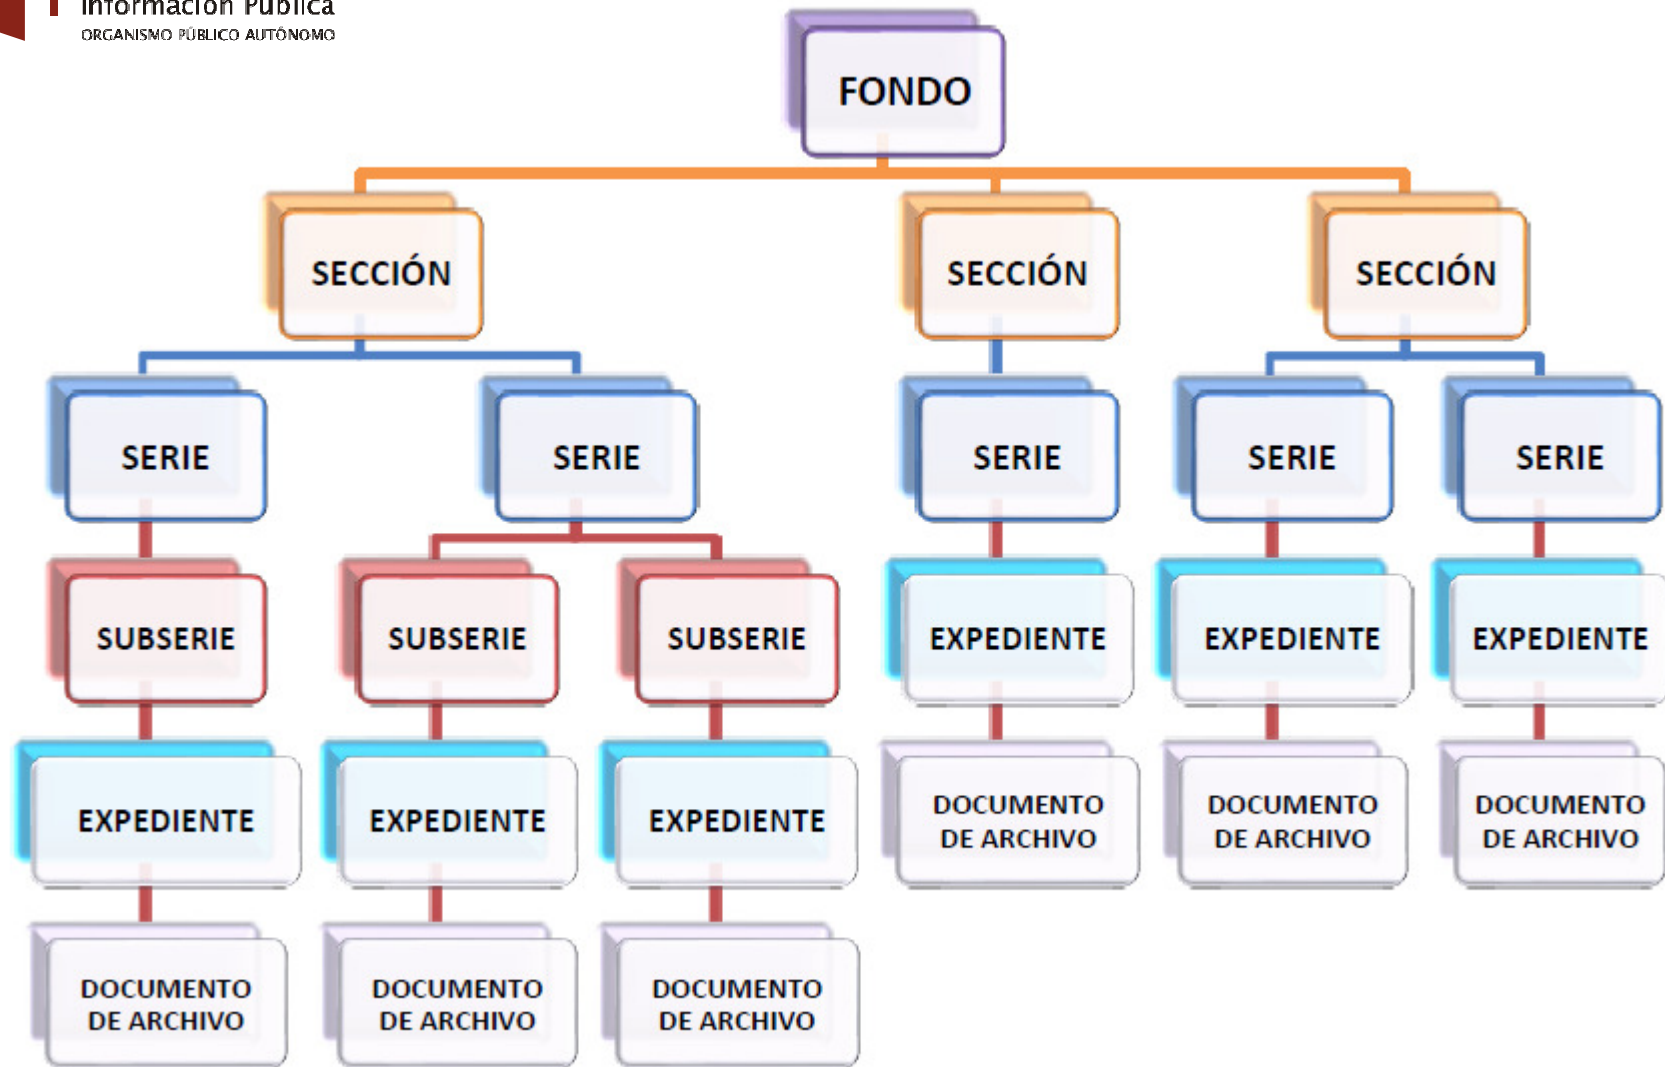 Información Pública
ORGANISMO PÚBLICO AUTÓNOMO
FONDO
SECCIÓN
SECCIÓN
SECCIÓN
SERIE
SERIE
SERIE
SERIE
SERIE
SUBSERIE
SUBSERIE
SUBSERIE
EXPEDIENTE
EXPEDIENTE
EXPEDIENTE
EXPEDIENTE
EXPEDIENTE
EXPEDIENTE
DOCUMENTO
DE ARCHIVO
DOCUMENTO
DE ARCHIVO
DOCUMENTO
DE ARCHIVO
DOCUMENTO
DE ARCHIVO
DOCUMENTO
DE ARCHIVO
DOCUMENTO
DE ARCHIVO